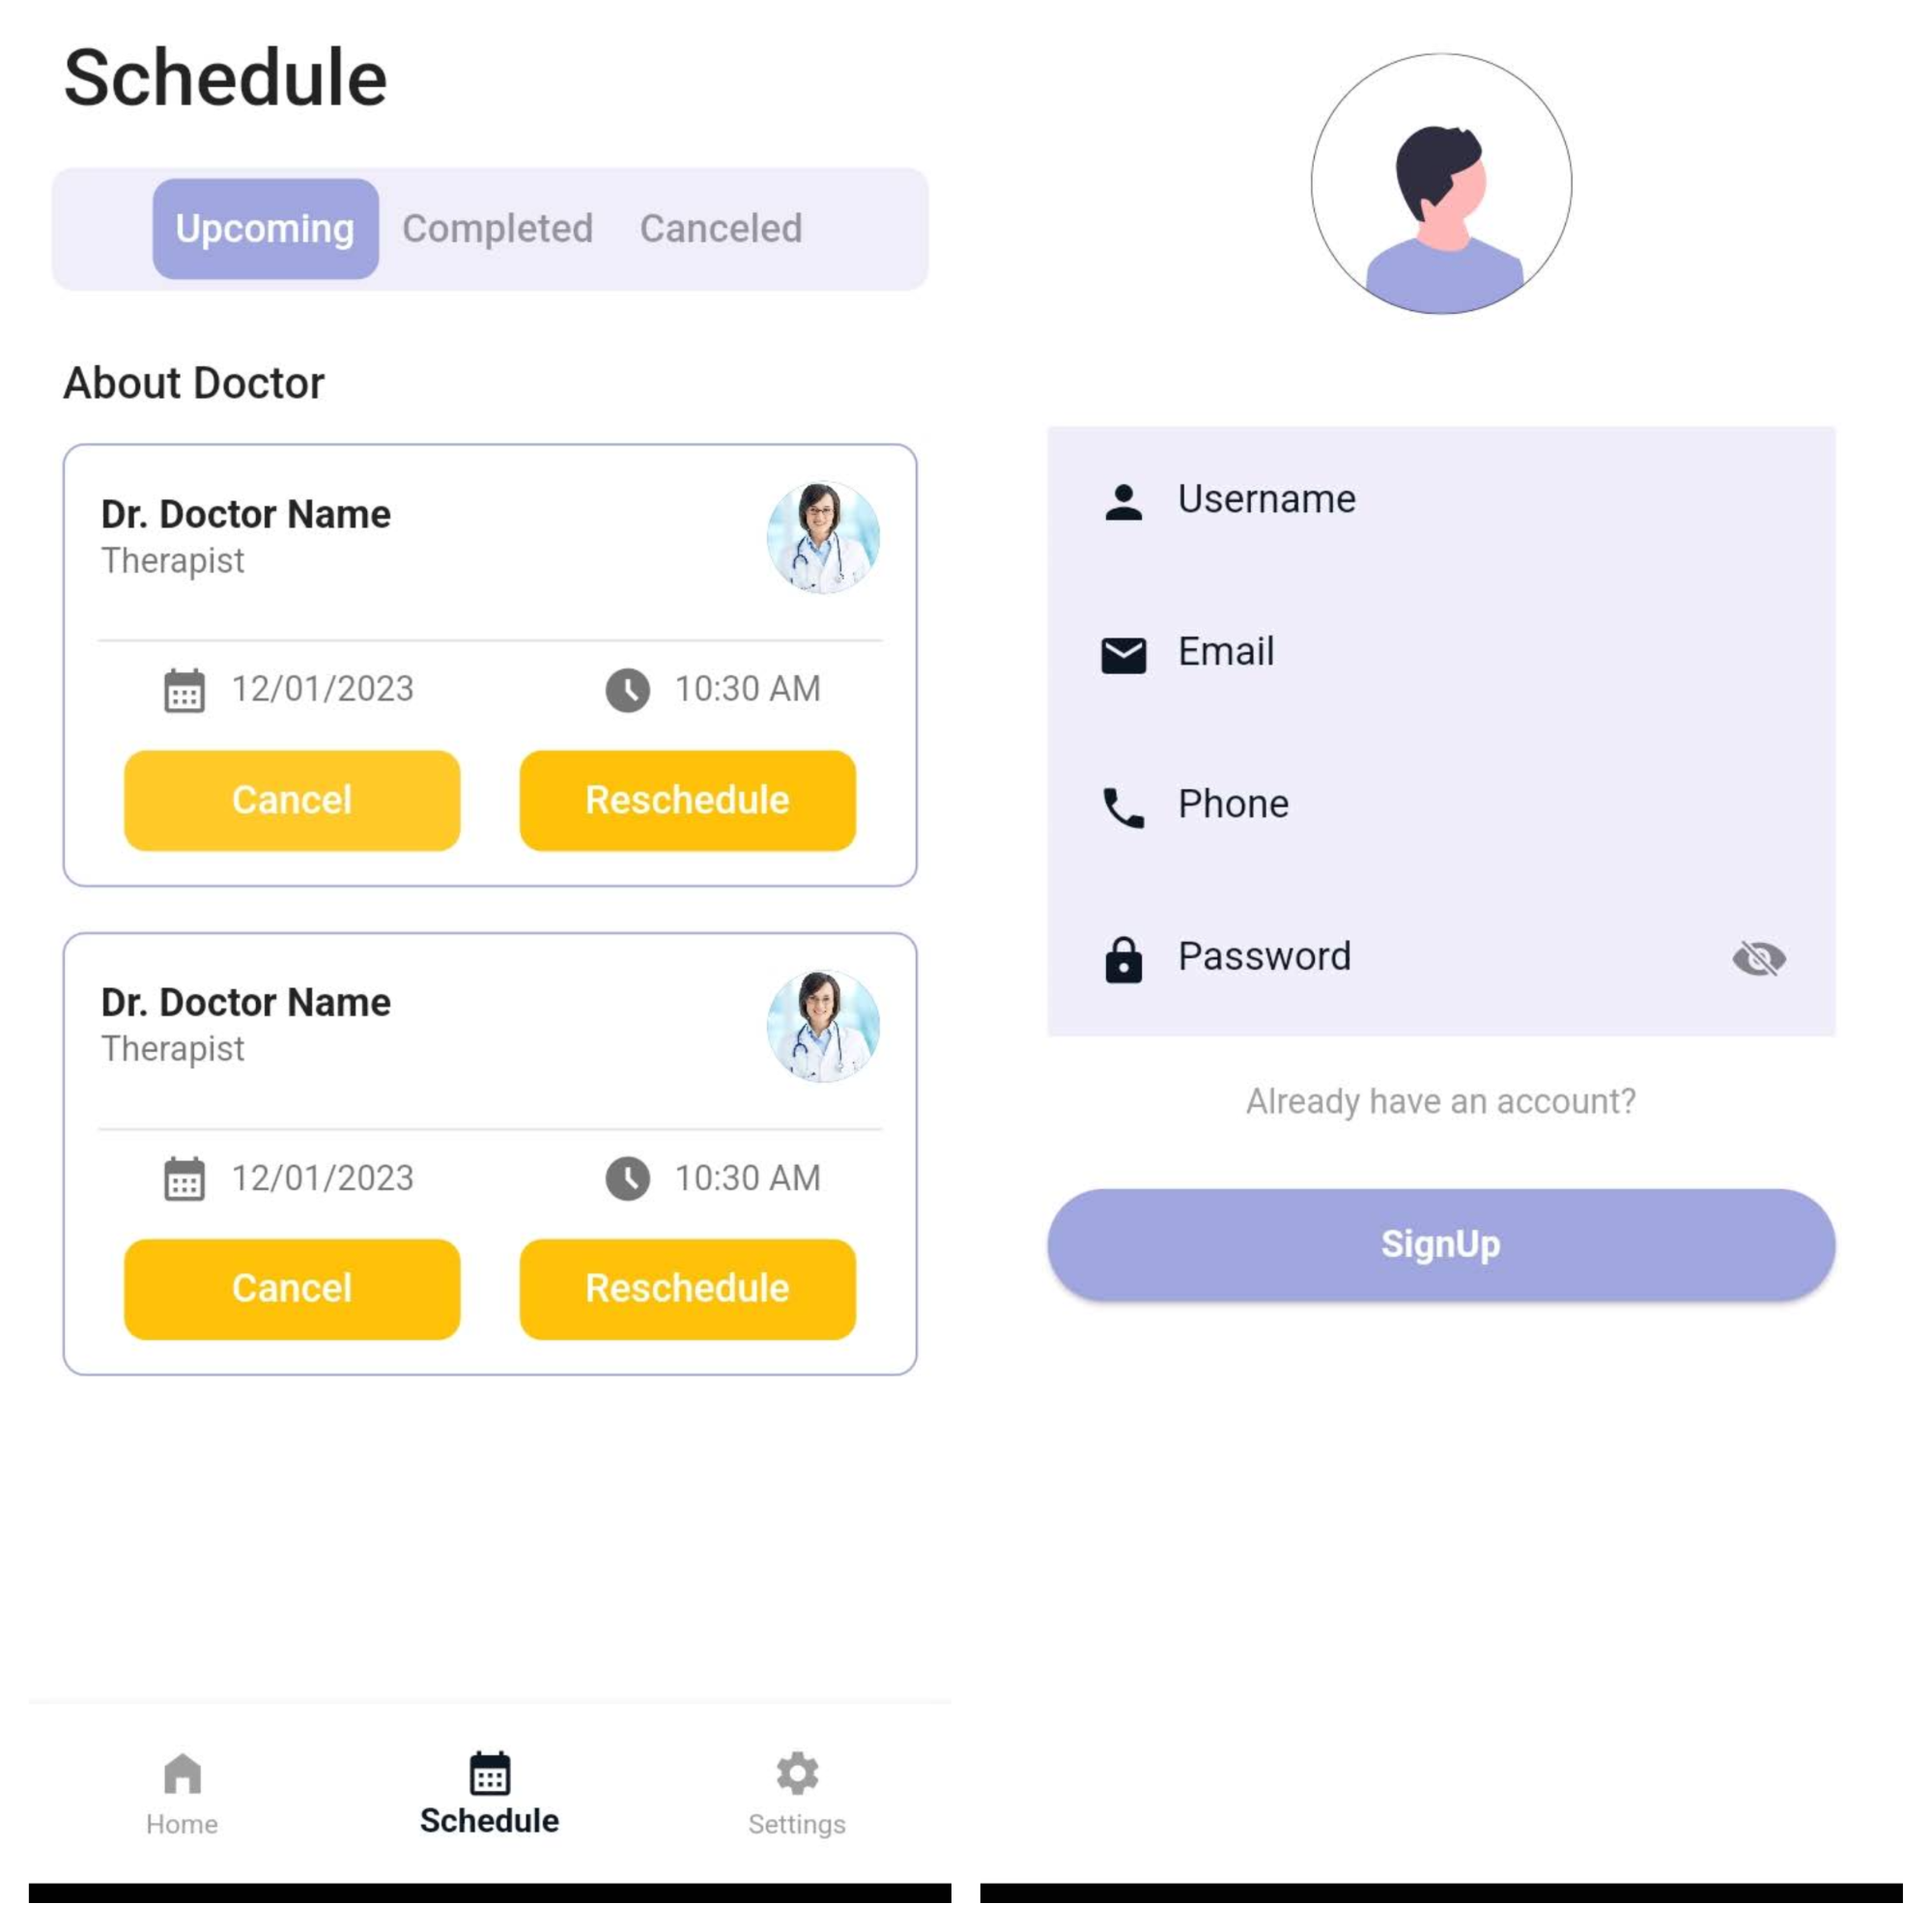 Schedule
Upcoming Completed Canceled
About Doctor
Dr. Doctor Name
Therapist
12/01/2023 10:30 AM
Cancel Reschedule
Dr. Doctor Name
Therapist
12/01/2023 10:30 AM
Cancel Reschedule
Home Schedule Settings
Username
Email
Phone
Password
Already have an account?
SignUp